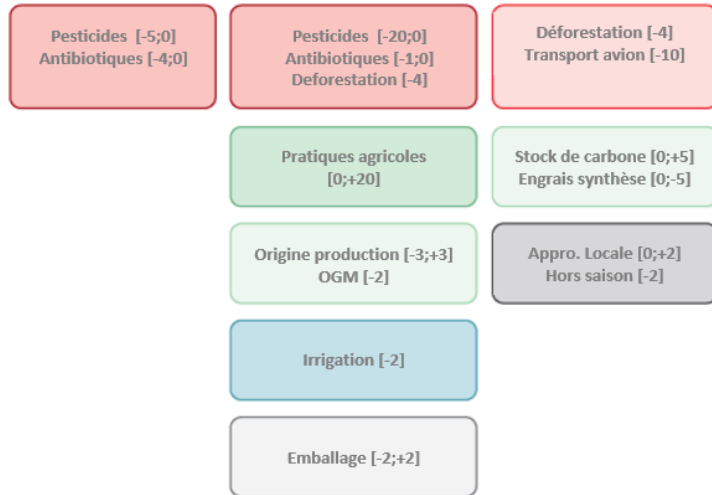 Pesticides [-5;0]
Antibiotiques [-4;0]
Pesticides [-20;0]
Antibiotiques [-1;0]
Deforestation [-4]
Déforestation [-4]
Transport avion [-10]
Pratiques agricoles
[0;+20]
Stock de carbone [0;+5]
Engrais synthèse [0;-5]
Origine production [-3;+3]
OGM [-2]
Appro. Locale [0;+2]
Hors saison [-2]
Irrigation [-2]
Emballage [-2;+2]